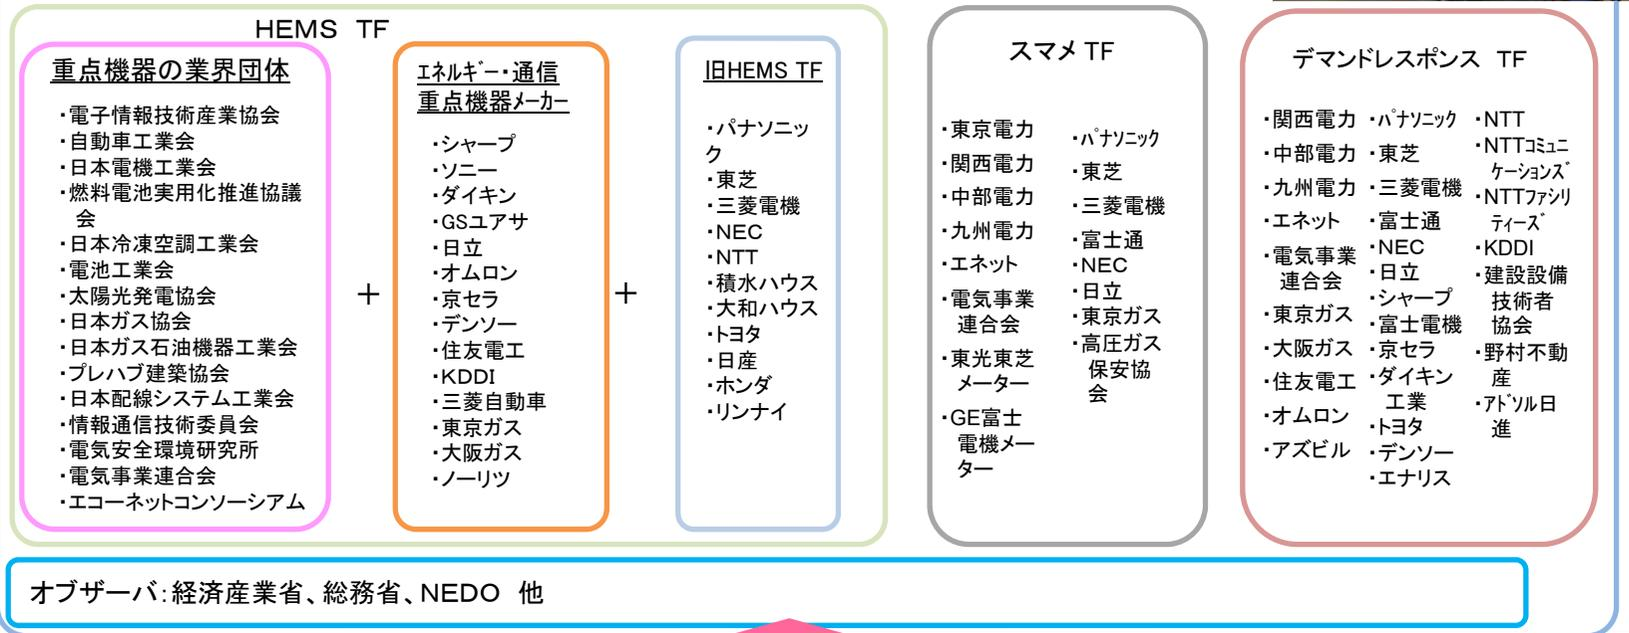 HEMS TF
重点機器の業界団体
・電子情報技術産業協会
・自動車工業会
・日本電機工業会
・燃料電池実用化推進協議
会
・日本冷凍空調工業会
・電池工業会
・太陽光発電協会
・日本ガス協会
・日本ガス石油機器工業会
・プレハブ建築協会
・日本配線システム工業会
・情報通信技術委員会
・電気安全環境研究所
・電気事業連合会
・エコーネットコンソーシアム
＋
ｴﾈﾙｷﾞｰ・通信
重点機器ﾒｰｶｰ
・シャープ
・ソニー
・ダイキン
・GSユアサ
・日立
・オムロン
・京セラ
・デンソー
・住友電工
・KDDI
・三菱自動車
・東京ガス
・大阪ガス
・ノーリツ
＋
旧HEMS TF
・パナソニッ
ク
・東芝
・三菱電機
・NEC
・NTT
・積水ハウス
・大和ハウス
・トヨタ
・日産
・ホンダ
・リンナイ
スマメ TF
・東京電力
・関西電力
・中部電力
・九州電力
・エネット
・電気事業
連合会
・東光東芝
メーター
・GE富士
電機メー
ター
・ﾊﾟﾅｿﾆｯｸ
・東芝
・三菱電機
・富士通
・NEC
・日立
・東京ガス
・高圧ガス
保安協
会
デマンドレスポンス TF
・関西電力
・中部電力
・九州電力
・エネット
・電気事業
連合会
・東京ガス
・大阪ガス
・住友電工
・オムロン
・アズビル
・ﾊﾟﾅｿﾆｯｸ
・東芝
・三菱電機
・富士通
・NEC
・日立
・シャープ
・富士電機
・京セラ
・ダイキン
工業
・トヨタ
・デンソー
・エナリス
・NTT
・NTTｺﾐｭﾆ
ｹｰｼｮﾝｽﾞ
・NTTﾌｧｼﾘ
ﾃｨｰｽﾞ
・KDDI
・建設設備
技術者
協会
・野村不動
産
・ｱﾄﾞｿﾙ日
進
オブザーバ：経済産業省、総務省、NEDO 他